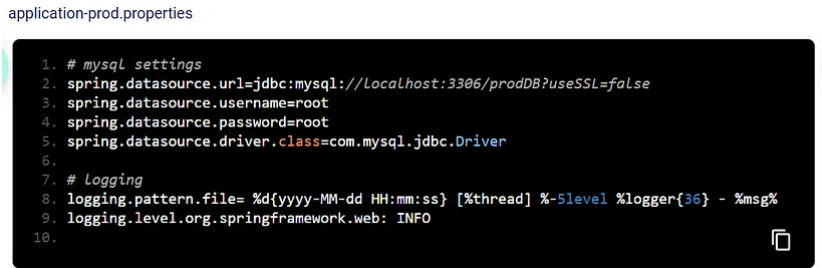 application-prod.properties
1. # mysql settings
2. spring.datasource.url=jdbc:mysql://localhost:3306/prodDB?useSSL=false
3. spring.datasource.username=root
4. spring.datasource.password=root
5. spring.datasource.driver.class=com.mysql.jdbc.Driver
6.
7. # logging
8. logging.pattern.file= %d{yyyy-MM-dd HH:mm:ss} [%thread] %-5level %logger{36} - %msg%
9. logging.level.org.springframework.web: INFO
10.